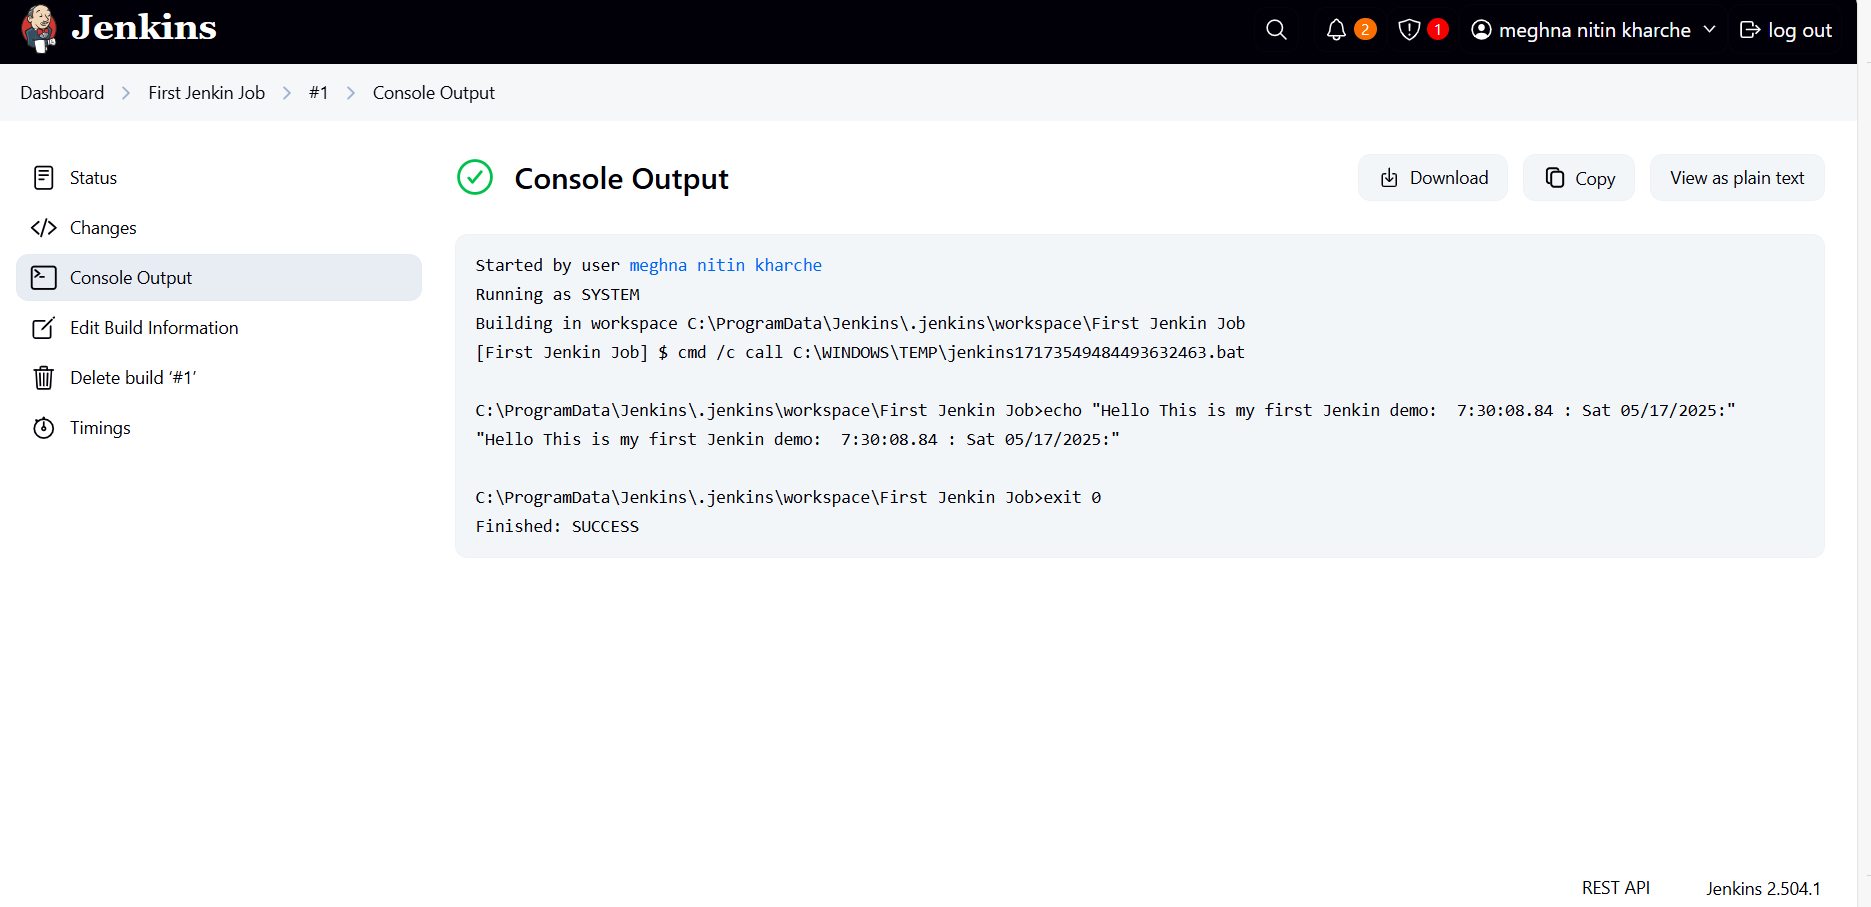 Jenkins
2
1
meghna nitin kharche
log out
Dashboard > First Jenkin Job > #1 > Console Output
Status
Changes
Console Output
Edit Build Information
Delete build ‘#1’
Timings
Console Output
Download
Copy
View as plain text
Started by user meghna nitin kharche
Running as SYSTEM
Building in workspace C:\ProgramData\Jenkins\.jenkins\workspace\First Jenkin Job
[First Jenkin Job] $ cmd /c call C:\WINDOWS\TEMP\jenkins17173549484493632463.bat
C:\ProgramData\Jenkins\.jenkins\workspace\First Jenkin Job>echo "Hello This is my first Jenkin demo:  7:30:08.84 : Sat 05/17/2025:"
"Hello This is my first Jenkin demo:  7:30:08.84 : Sat 05/17/2025:"
C:\ProgramData\Jenkins\.jenkins\workspace\First Jenkin Job>exit 0
Finished: SUCCESS
REST API
Jenkins 2.504.1